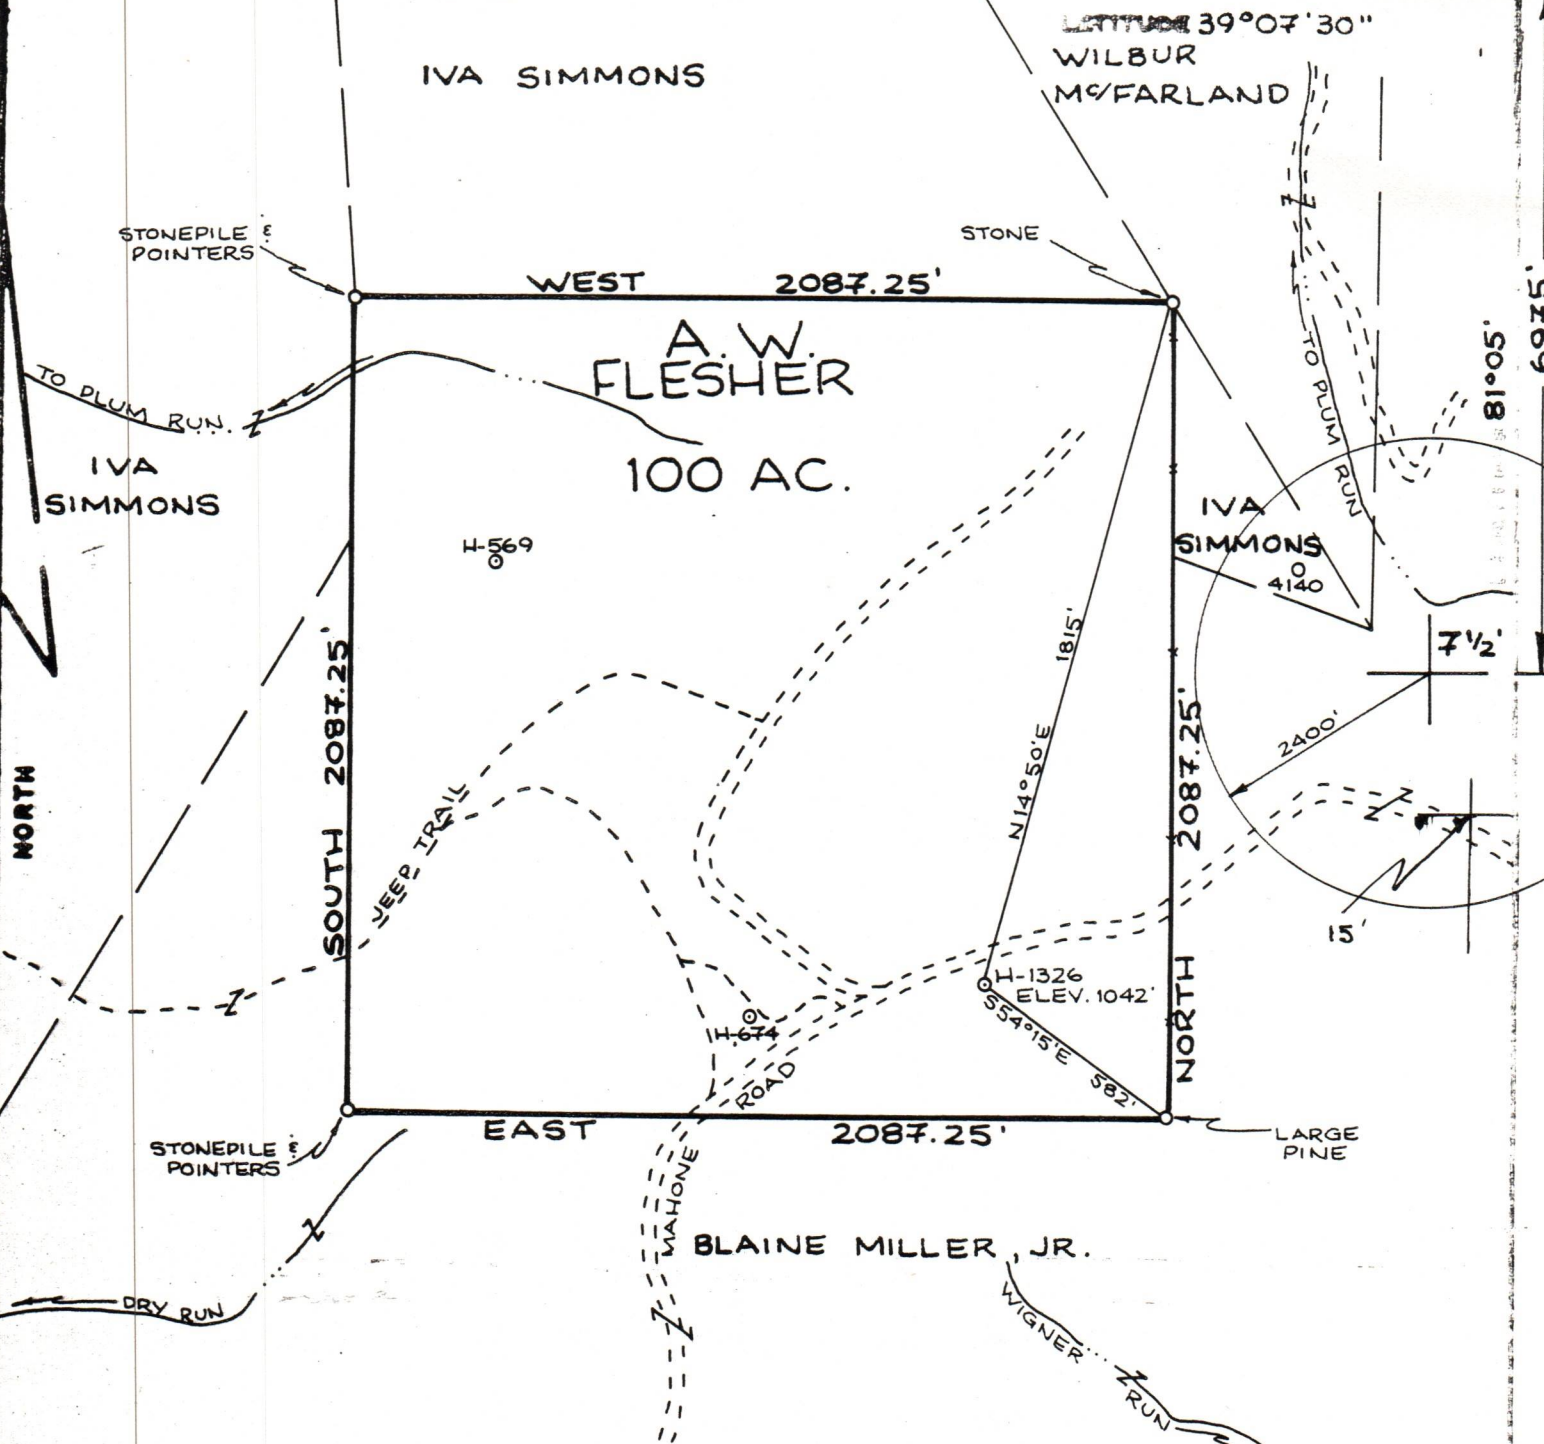 LATITUDE 39°07'30"
WILBUR
McFARLAND
IVA SIMMONS
STONEPILE &
POINTERS
STONE
WEST 2087.25'
A. W.
FLESHER
100 AC.
TO PLUM RUN
IVA
SIMMONS
TO PLUM RUN
81°05'
6975'
H-569
IVA
SIMMONS
4140
7 1/2'
2400'
15'
1815'
N14°50'E
SOUTH 2087.25'
NORTH 2087.25'
NORTH
JEEP TRAIL
H-1326
ELEV. 1042'
S54°15'E 582'
H-674
MAHONE ROAD
EAST 2087.25'
STONEPILE &
POINTERS
LARGE
PINE
BLAINE MILLER, JR.
DRY RUN
WIGNER RUN